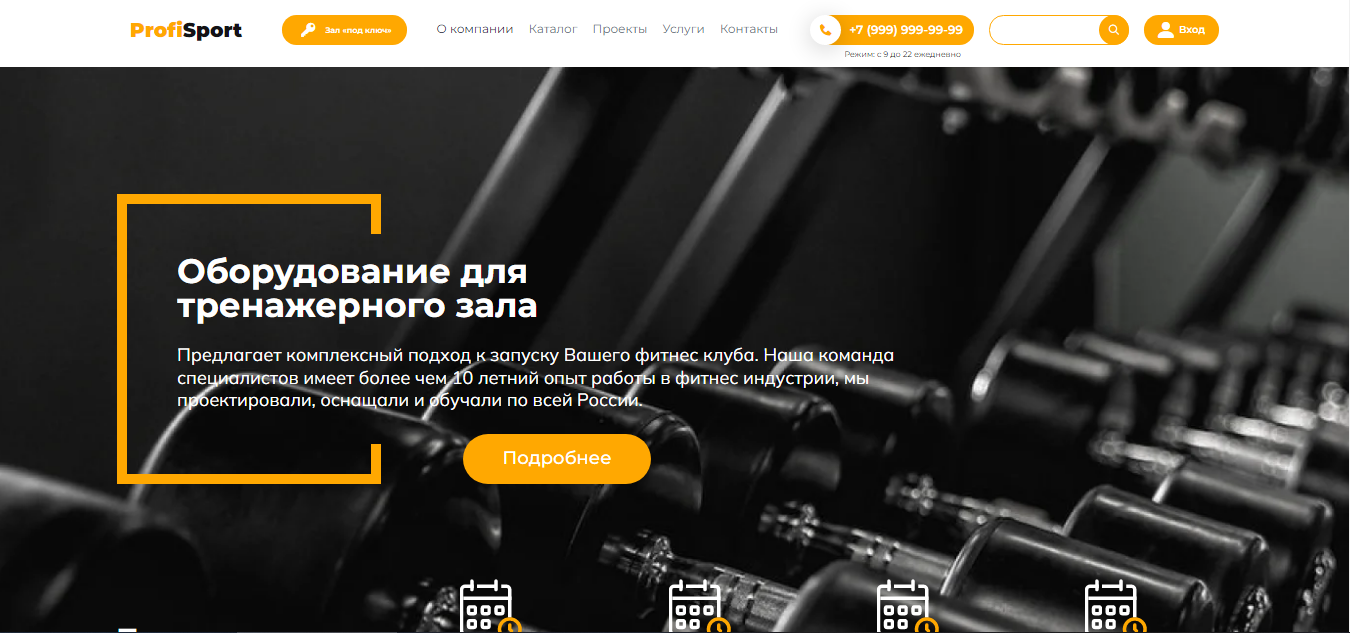 ProfiSport
Зал «под ключ»
О компании Каталог Проекты Услуги Контакты
+7 (999) 999-99-99
Режим: с 9 до 22 ежедневно
Вход
Оборудование для
тренажерного зала
Предлагает комплексный подход к запуску Вашего фитнес клуба. Наша команда
специалистов имеет более чем 10 летний опыт работы в фитнес индустрии, мы
проектировали, оснащали и обучали по всей России.
Подробнее